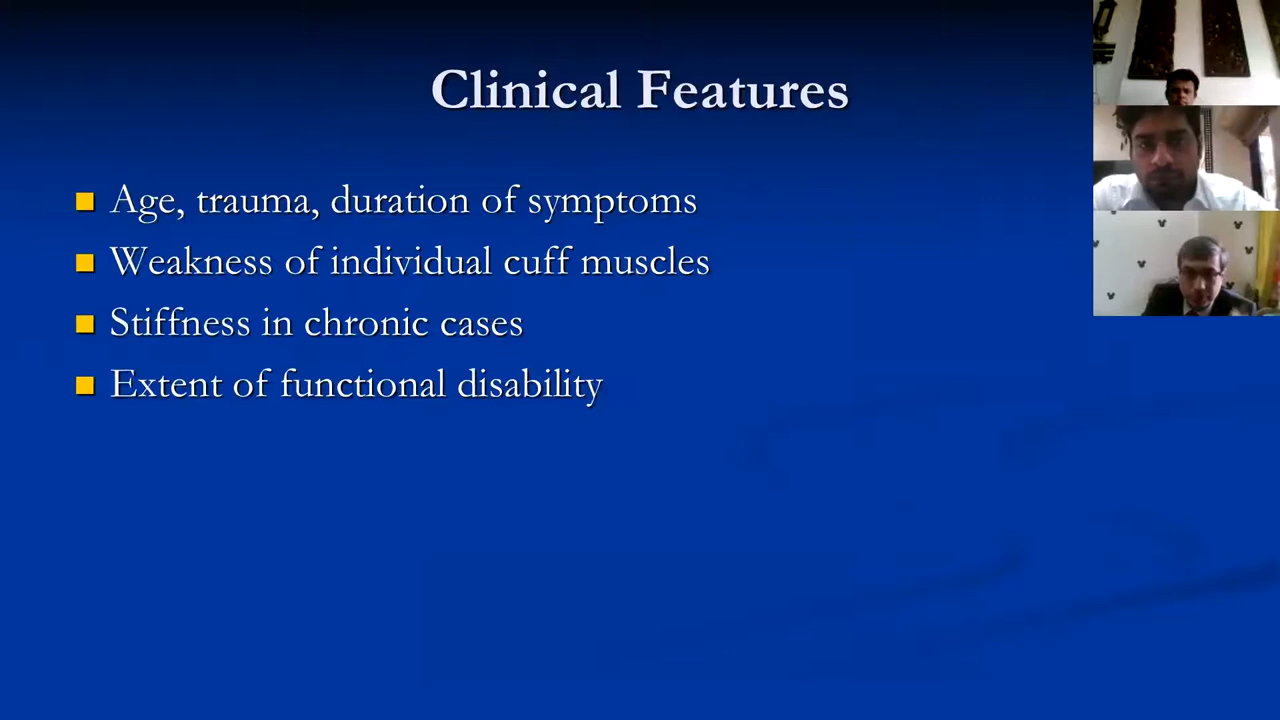 Clinical Features
Age, trauma, duration of symptoms
Weakness of individual cuff muscles
Stiffness in chronic cases
Extent of functional disability